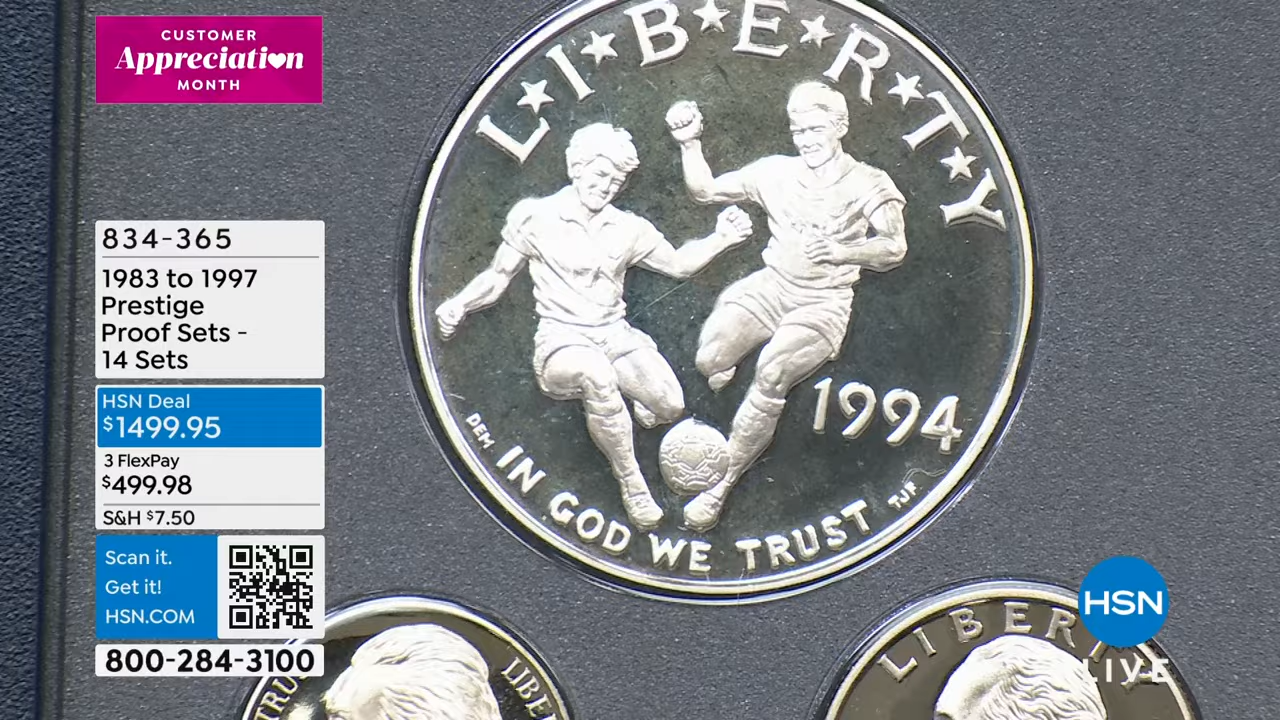 CUSTOMER
Appreciation
MONTH
834-365
1983 to 1997
Prestige
Proof Sets -
14 Sets
HSN Deal
$1499.95
3 FlexPay
$499.98
S&H $7.50
Scan it.
Get it!
HSN.COM
800-284-3100
L★I★B★E★R★T★Y
1994
DEM
IN GOD WE TRUST
TJF
LIBERTY
HSN
LIVE